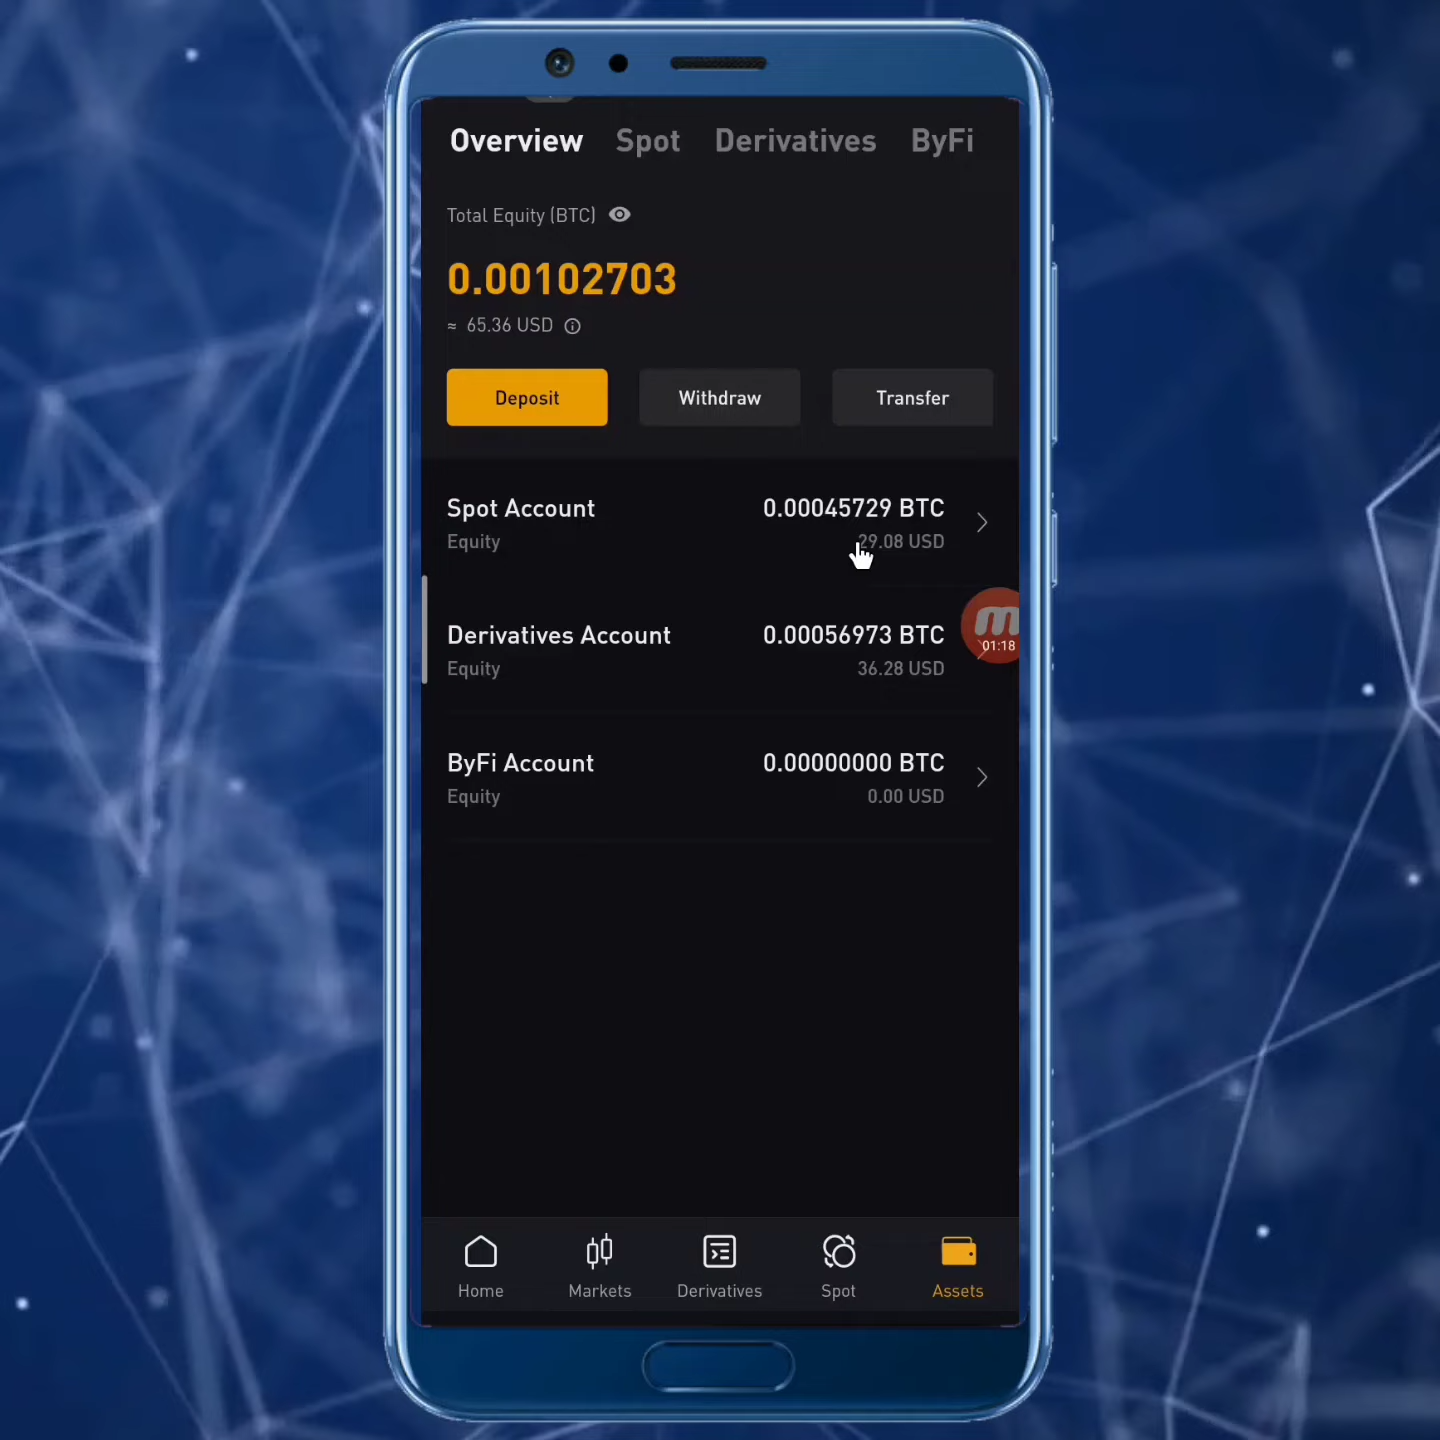 Overview Spot Derivatives ByFi
Total Equity (BTC)
0.00102703
≈ 65.36 USD
Deposit Withdraw Transfer
Spot Account 0.00045729 BTC
Equity 29.08 USD
Derivatives Account 0.00056973 BTC
Equity 36.28 USD
01:18
ByFi Account 0.00000000 BTC
Equity 0.00 USD
Home Markets Derivatives Spot Assets